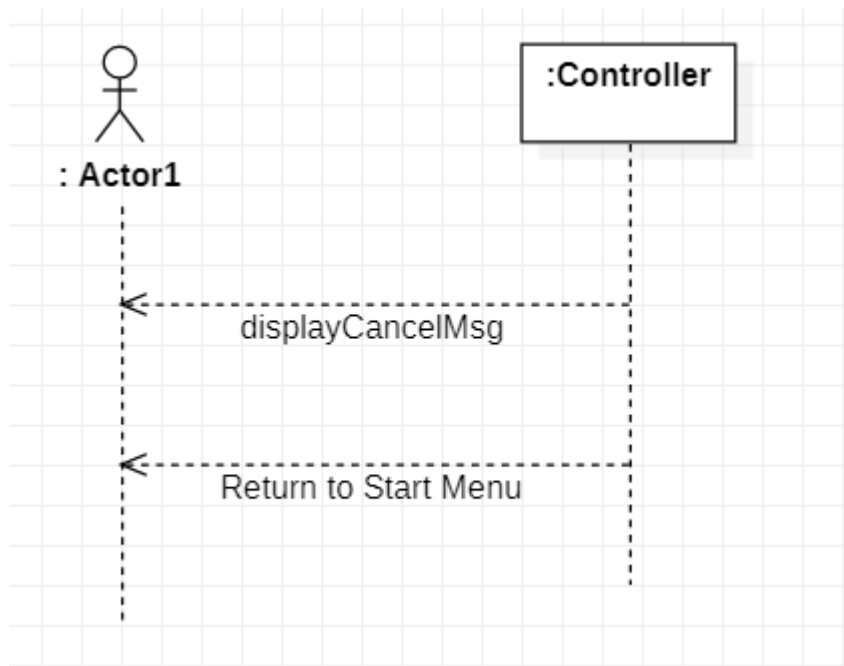 :Controller
: Actor1
displayCancelMsg
Return to Start Menu